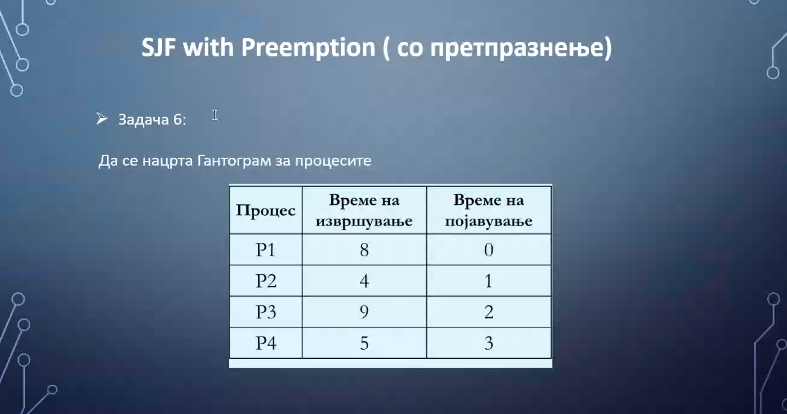 SJF with Preemption ( со претпразнење)
Задача 6:
Да се нацрта Гантограм за процесите
Процес Време на извршување Време на појавување
P1 8 0
P2 4 1
P3 9 2
P4 5 3